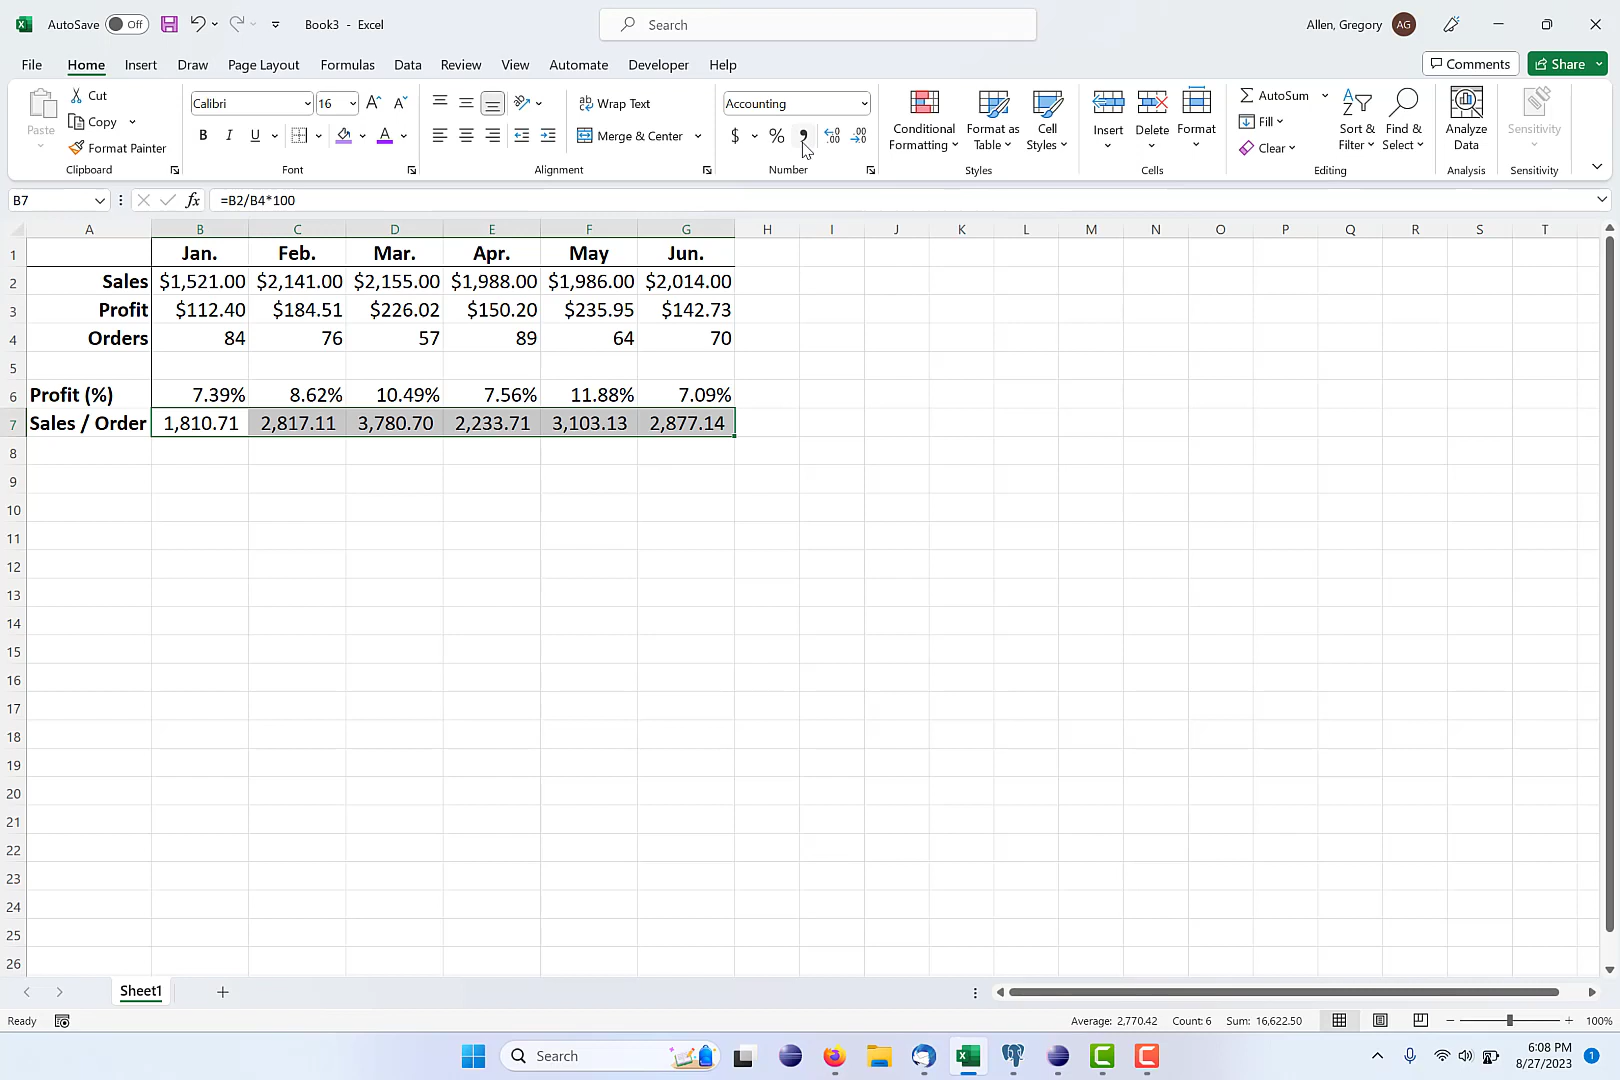 AutoSave Off Book3 - Excel Search Allen, Gregory AG
File Home Insert Draw Page Layout Formulas Data Review View Automate Developer Help Comments Share
Paste Cut Copy Format Painter Clipboard
Calibri 16 A A B I U A Font
ab Wrap Text Merge & Center Alignment
Accounting $ % , .00 .00 Number
Conditional Formatting Format as Table Cell Styles Styles
Insert Delete Format Cells
AutoSum Fill Clear Sort & Filter Find & Select Editing
Analyze Data Analysis
Sensitivity Sensitivity
B7 fx =B2/B4*100
A B C D E F G H I J K L M N O P Q R S T
1 Jan. Feb. Mar. Apr. May Jun.
2 Sales $1,521.00 $2,141.00 $2,155.00 $1,988.00 $1,986.00 $2,014.00
3 Profit $112.40 $184.51 $226.02 $150.20 $235.95 $142.73
4 Orders 84 76 57 89 64 70
5
6 Profit (%) 7.39% 8.62% 10.49% 7.56% 11.88% 7.09%
7 Sales / Order 1,810.71 2,817.11 3,780.70 2,233.71 3,103.13 2,877.14
8
9
10
11
12
13
14
15
16
17
18
19
20
21
22
23
24
25
26
Sheet1
Ready Average: 2,770.42 Count: 6 Sum: 16,622.50 100%
Search 6:08 PM
8/27/2023 1